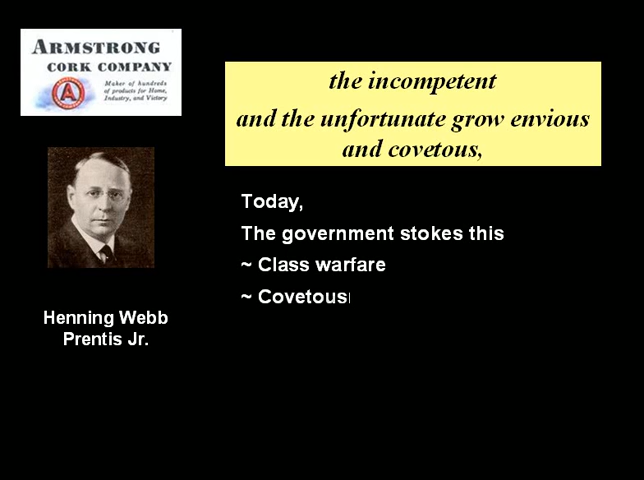 ARMSTRONG
CORK COMPANY
A
Maker of hundreds
of products for Home,
Industry, and Victory
the incompetent
and the unfortunate grow envious
and covetous,
Today,
The government stokes this
~ Class warfare
~ Covetous
Henning Webb
Prentis Jr.